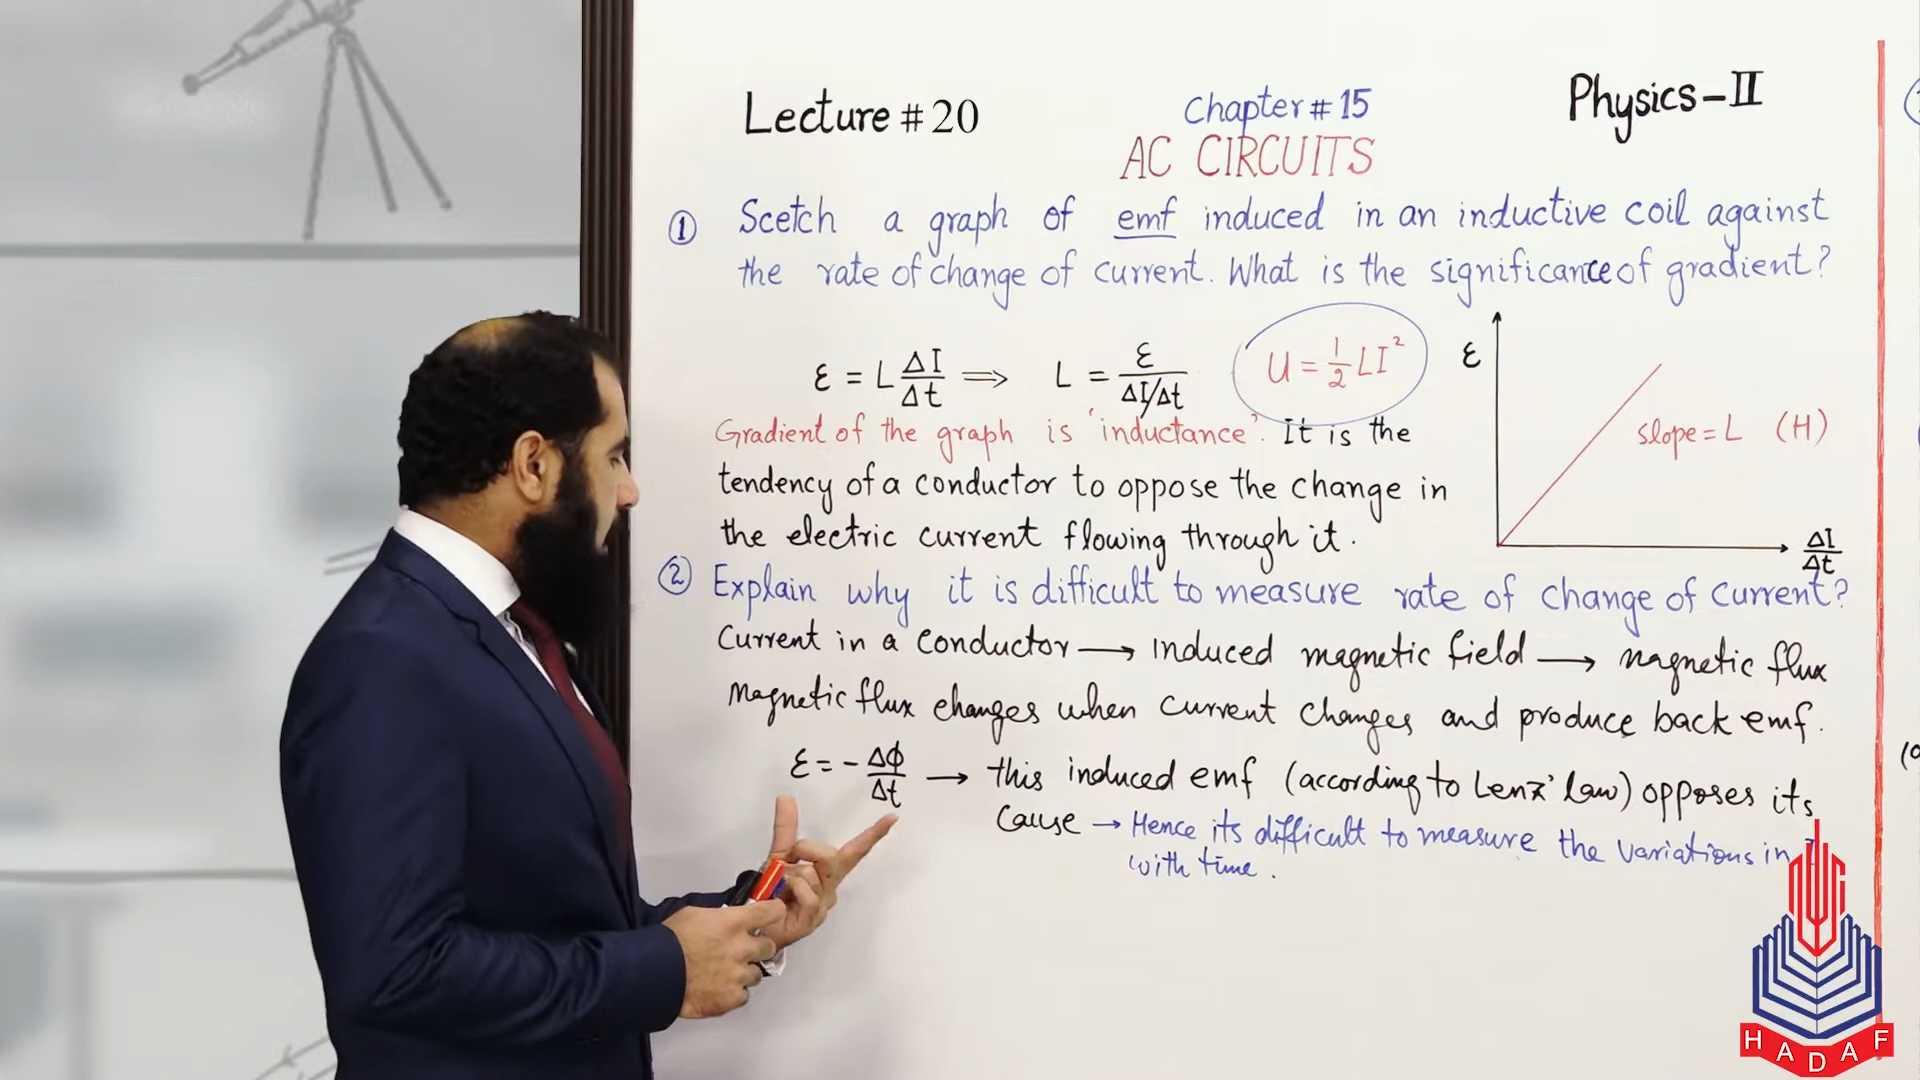 Lecture # 20
Chapter # 15
Physics-II
AC CIRCUITS
① Scetch a graph of emf induced in an inductive coil against
the rate of change of current. What is the significance of gradient?
ε = L ΔI/Δt ⟹ L = ε/(ΔI/Δt)
U = 1/2 LI²
ε
slope = L (H)
ΔI/Δt
Gradient of the graph is 'inductance'. It is the
tendency of a conductor to oppose the change in
the electric current flowing through it.
② Explain why it is difficult to measure rate of change of current?
Current in a conductor → induced magnetic field → magnetic flux
Magnetic flux changes when current changes and produce back emf.
ε = - Δϕ/Δt → this induced emf (according to Lenz' law) opposes its
cause → Hence its difficult to measure the variations in I
with time.
HADAF